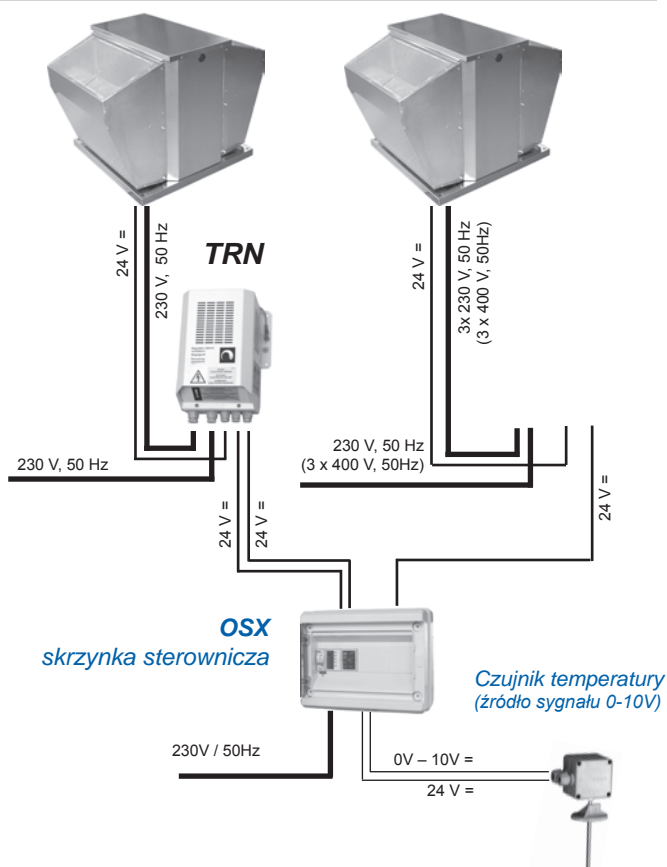 24 V =
230 V, 50 Hz
TRN
24 V =
3x 230 V, 50 Hz
(3 x 400 V, 50Hz)
230 V, 50 Hz
230 V, 50 Hz
(3 x 400 V, 50Hz)
24 V =
24 V =
24 V =
OSX
skrzynka sterownicza
Czujnik temperatury
(źródło sygnału 0-10V)
230V / 50Hz
0V – 10V =
24 V =